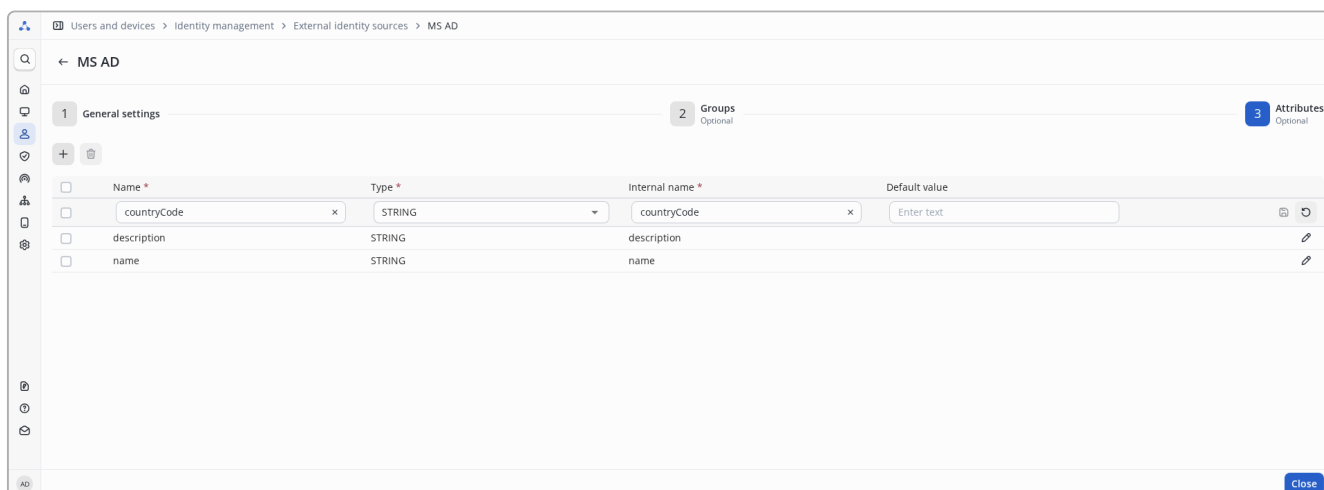 Users and devices > Identity management > External identity sources > MS AD
← MS AD
1 General settings
2 Groups
Optional
3 Attributes
Optional
Name * Type * Internal name * Default value
countryCode × STRING countryCode × Enter text
description STRING description
name STRING name
AD
Close